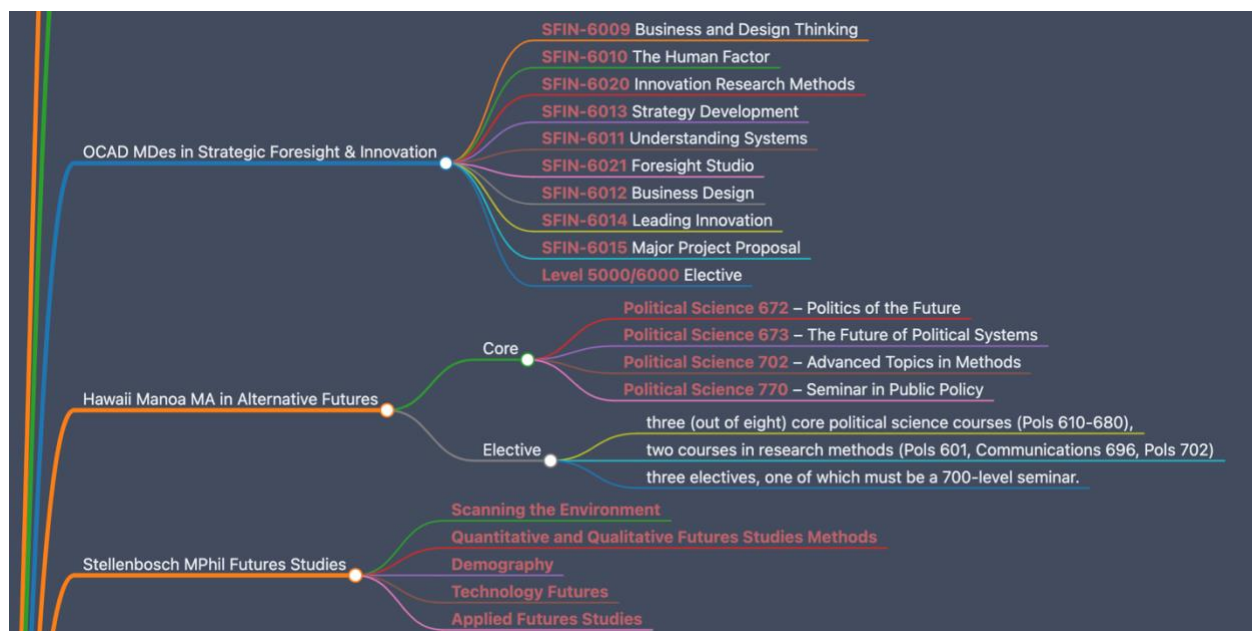 SFIN-6009 Business and Design Thinking
SFIN-6010 The Human Factor
SFIN-6020 Innovation Research Methods
SFIN-6013 Strategy Development
SFIN-6011 Understanding Systems
OCAD MDes in Strategic Foresight & Innovation
SFIN-6021 Foresight Studio
SFIN-6012 Business Design
SFIN-6014 Leading Innovation
SFIN-6015 Major Project Proposal
Level 5000/6000 Elective
Hawaii Manoa MA in Alternative Futures
Core
Political Science 672 – Politics of the Future
Political Science 673 – The Future of Political Systems
Political Science 702 – Advanced Topics in Methods
Political Science 770 – Seminar in Public Policy
Elective
three (out of eight) core political science courses (Pols 610-680),
two courses in research methods (Pols 601, Communications 696, Pols 702)
three electives, one of which must be a 700-level seminar.
Stellenbosch MPhil Futures Studies
Scanning the Environment
Quantitative and Qualitative Futures Studies Methods
Demography
Technology Futures
Applied Futures Studies